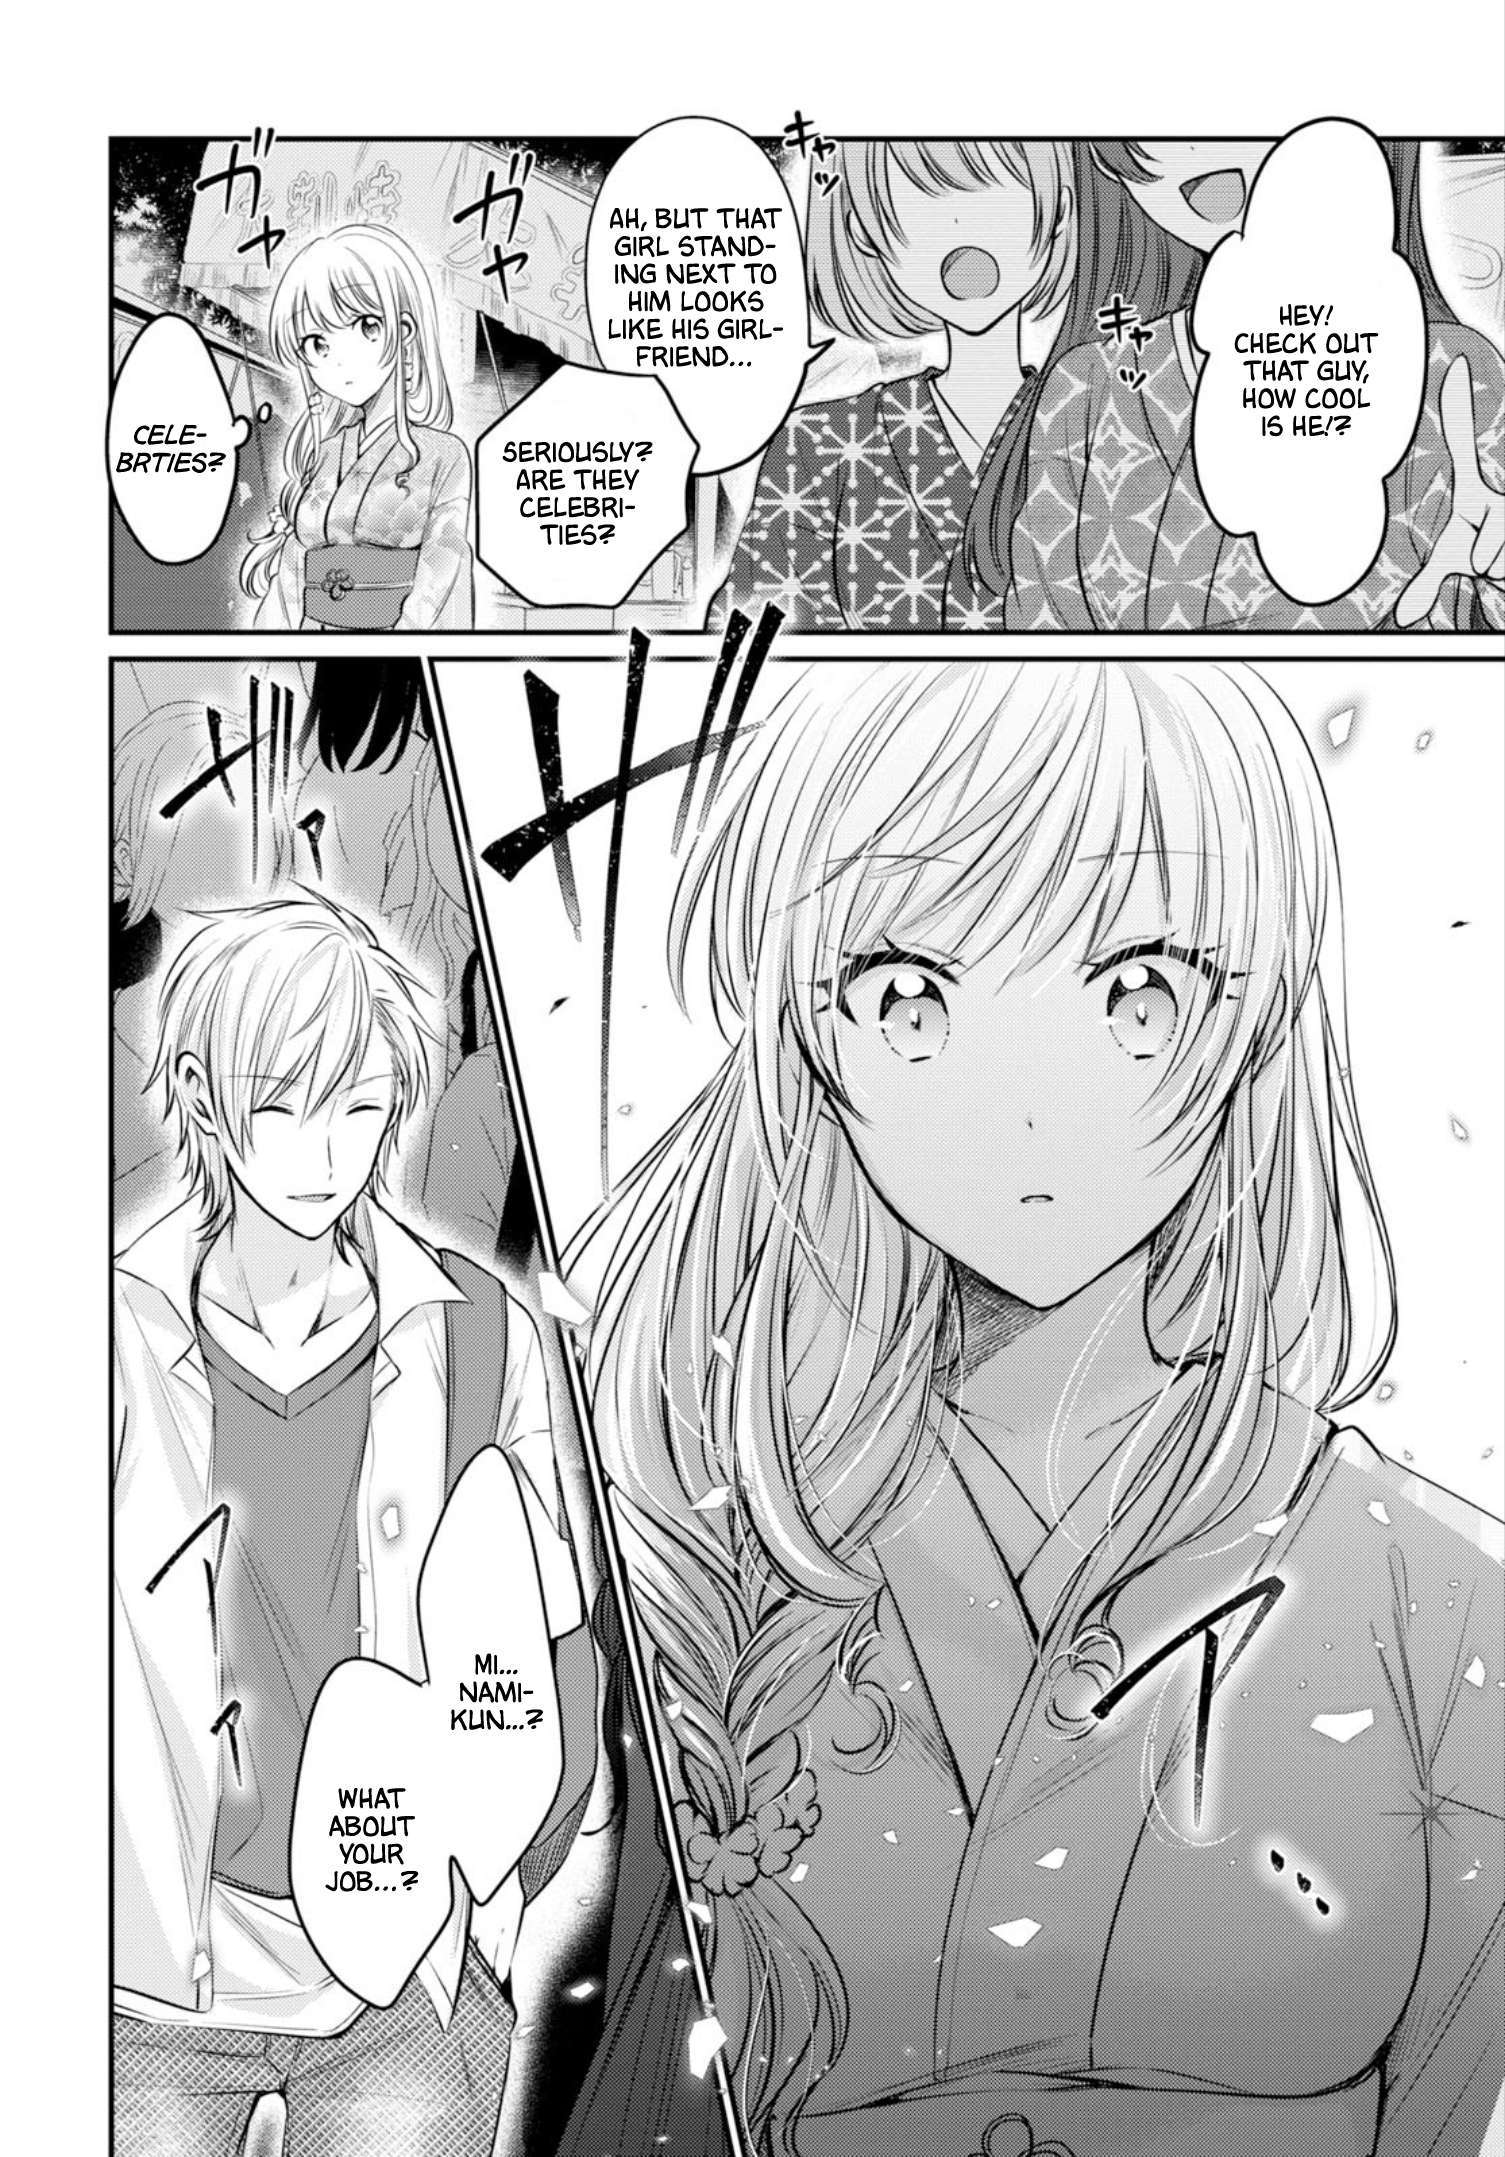 キャッ
HEY!
CHECK OUT
THAT GUY,
HOW COOL
IS HE!?
キャッ
AH, BUT THAT
GIRL STAND-
ING NEXT TO
HIM LOOKS
LIKE HIS GIRL-
FRIEND...
SERIOUSLY?
ARE THEY
CELEBRI-
TIES?
ガヤ
ガヤ
CELE-
BRTIES?
MI...
NAMI-
KUN...?
WHAT
ABOUT
YOUR
JOB...?
...